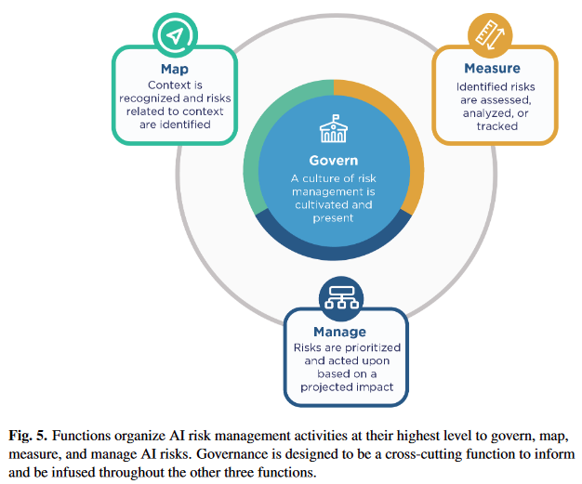 Map
Context is
recognized and risks
related to context
are identified
Measure
Identified risks
are assessed,
analyzed, or
tracked
Govern
A culture of risk
management is
cultivated and
present
Manage
Risks are prioritized
and acted upon
based on a
projected impact
Fig. 5. Functions organize AI risk management activities at their highest level to govern, map,
measure, and manage AI risks. Governance is designed to be a cross-cutting function to inform
and be infused throughout the other three functions.